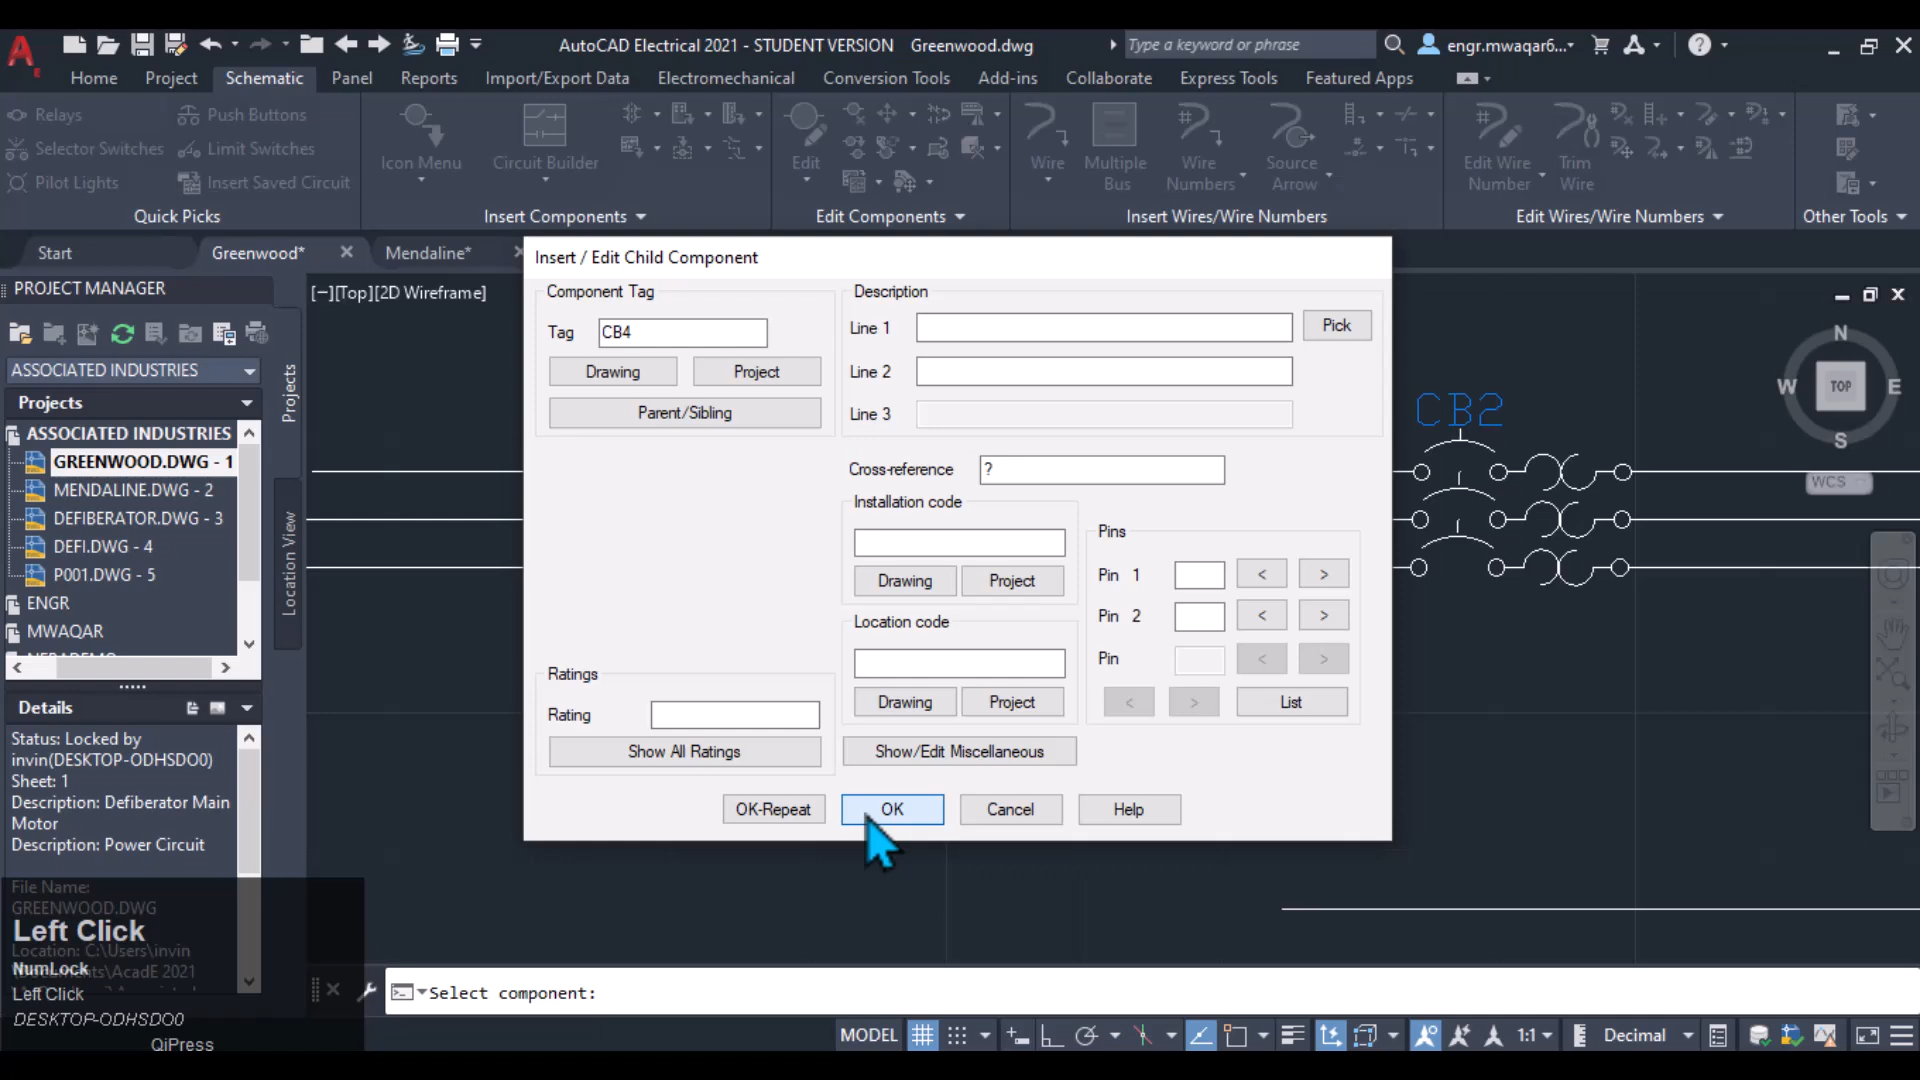 AutoCAD Electrical 2021 - STUDENT VERSION Greenwood.dwg
Type a keyword or phrase
engr.mwaqar6...
Home Project Schematic Panel Reports Import/Export Data Electromechanical Conversion Tools Add-ins Collaborate Express Tools Featured Apps
Relays Push Buttons
Selector Switches Limit Switches
Pilot Lights Insert Saved Circuit
Quick Picks
Icon Menu Circuit Builder
Insert Components
Edit
Edit Components
Wire Multiple Bus Wire Numbers Source Arrow
Insert Wires/Wire Numbers
Edit Wire Number Trim Wire
Edit Wires/Wire Numbers
Other Tools
Start Greenwood* Mendaline*
PROJECT MANAGER
[−][Top][2D Wireframe]
ASSOCIATED INDUSTRIES
Projects
Projects
Location View
ASSOCIATED INDUSTRIES
GREENWOOD.DWG - 1
MENDALINE.DWG - 2
DEFIBERATOR.DWG - 3
DEFI.DWG - 4
P001.DWG - 5
ENGR
MWAQAR
Details
Status: Locked by
invin(DESKTOP-ODHSDO0)
Sheet: 1
Description: Defiberator Main
Motor
Description: Power Circuit
File Name:
GREENWOOD.DWG
Location: C:\Users\invin
\Documents\AcadE 2021
Left Click
NumLock
Left Click
DESKTOP-ODHSDO0
QiPress
Insert / Edit Child Component
Component Tag
Tag CB4
Drawing Project
Parent/Sibling
Description
Line 1
Pick
Line 2
Line 3
Cross-reference ?
Installation code
Drawing Project
Location code
Drawing Project
Pins
Pin 1 < >
Pin 2 < >
Pin < >
< > List
Ratings
Rating
Show All Ratings
Show/Edit Miscellaneous
OK-Repeat OK Cancel Help
CB2
N
W TOP E
S
WCS
Select component:
MODEL 1:1 Decimal